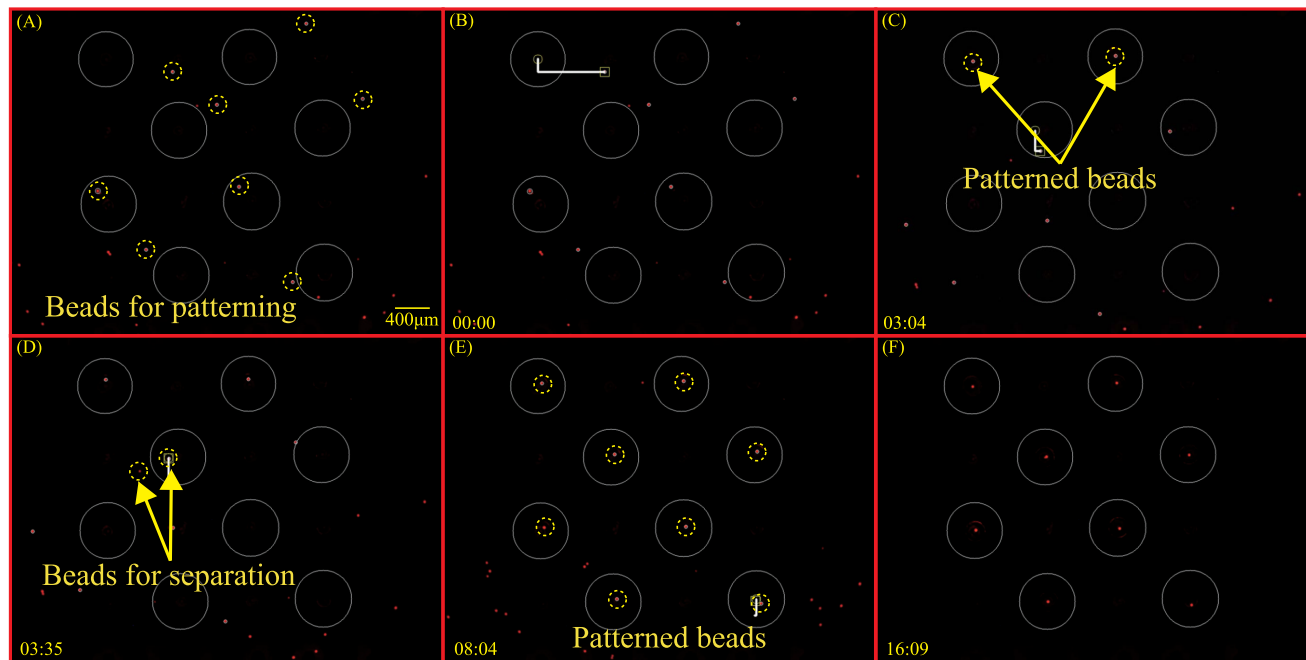 (A)
Beads for patterning
400μm
(B)
00:00
(C)
Patterned beads
03:04
(D)
Beads for separation
03:35
(E)
Patterned beads
08:04
(F)
16:09